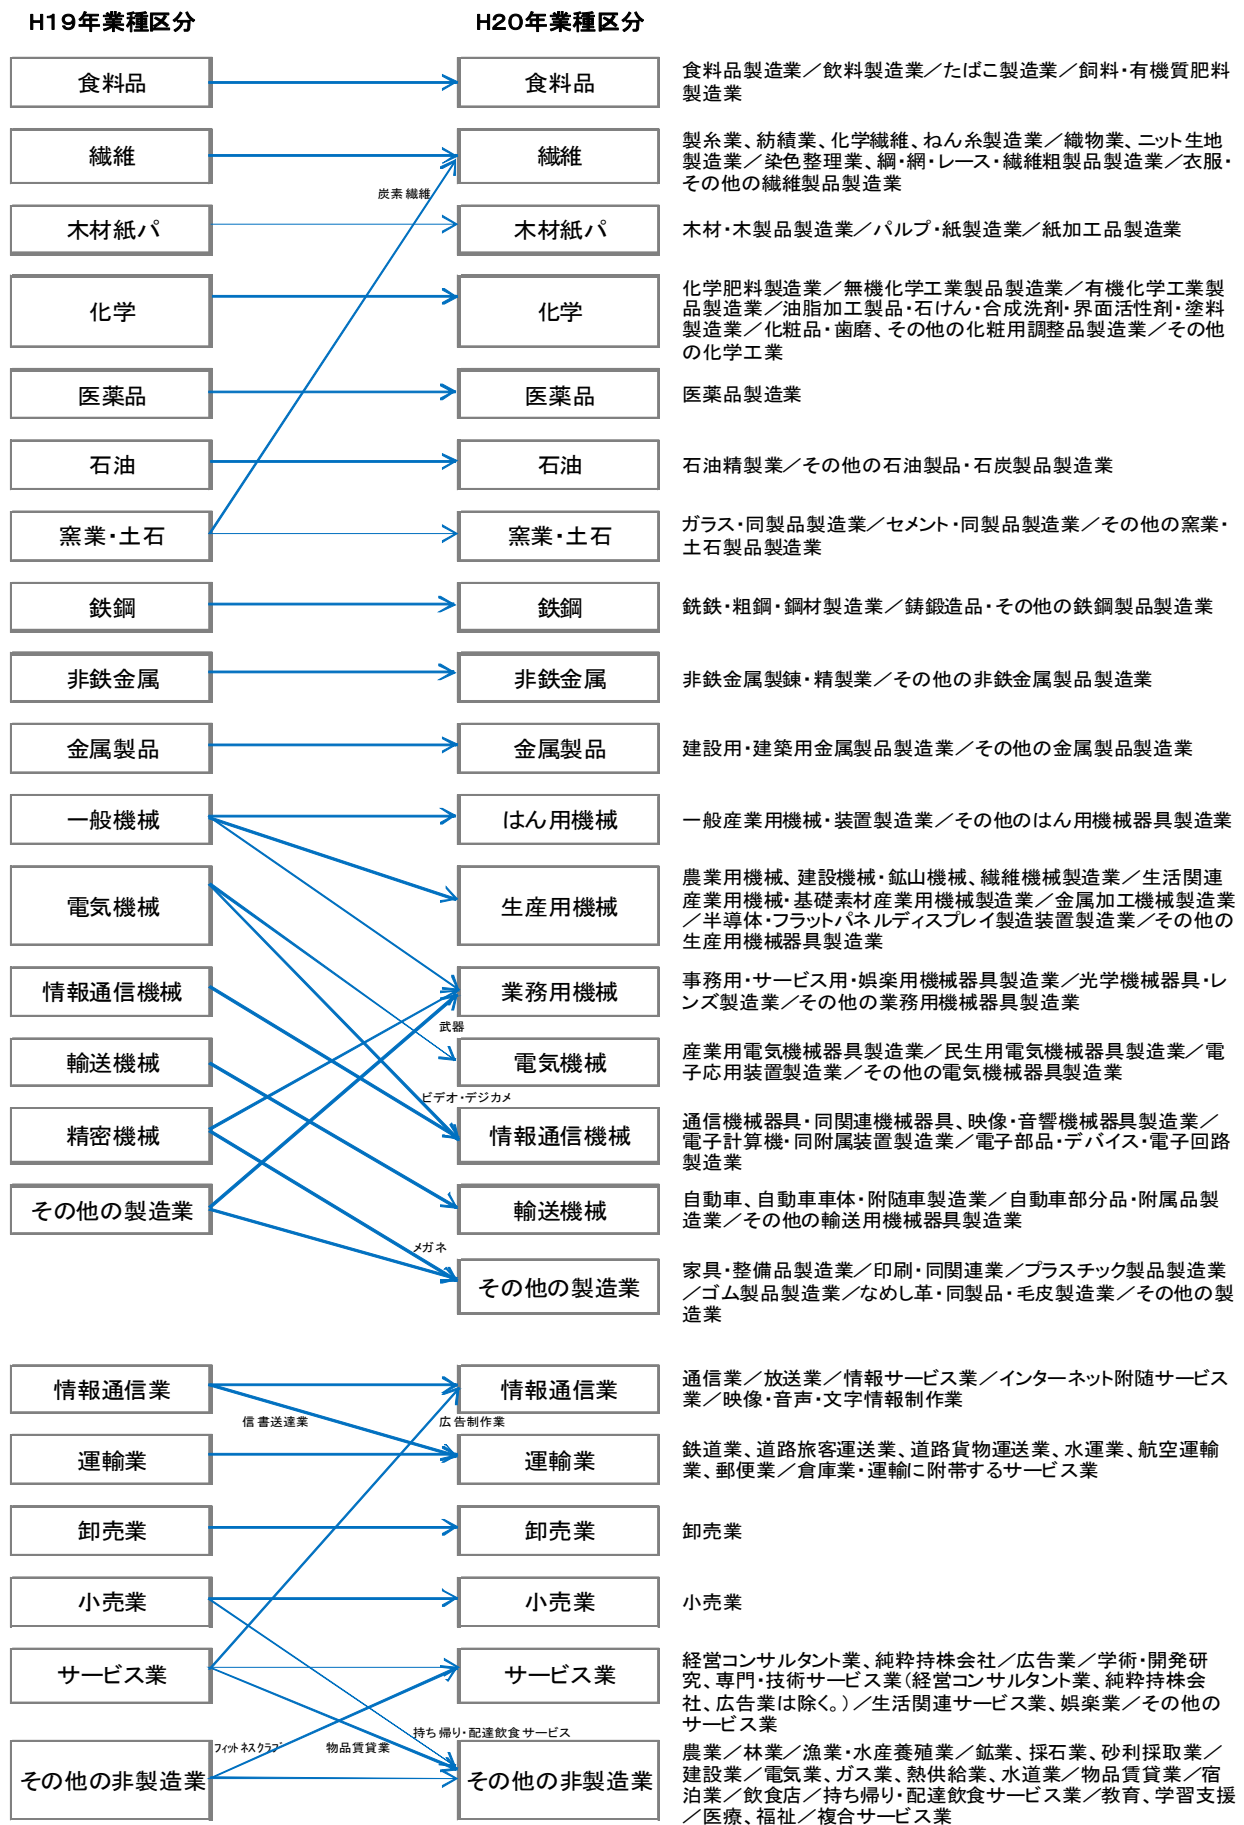 H19年業種区分
H20年業種区分
食料品
食料品
食料品製造業／飲料製造業／たばこ製造業／飼料・有機質肥料
製造業
繊維
繊維
製糸業、紡績業、化学繊維、ねん糸製造業／織物業、ニット生地
製造業／染色整理業、綱・網・レース・繊維粗製品製造業／衣服・
その他の繊維製品製造業
炭素繊維
木材紙パ
木材紙パ
木材・木製品製造業／パルプ・紙製造業／紙加工品製造業
化学
化学
化学肥料製造業／無機化学工業製品製造業／有機化学工業製
品製造業／油脂加工製品・石けん・合成洗剤・界面活性剤・塗料
製造業／化粧品・歯磨、その他の化粧用調整品製造業／その他
の化学工業
医薬品
医薬品
医薬品製造業
石油
石油
石油精製業／その他の石油製品・石炭製品製造業
窯業・土石
窯業・土石
ガラス・同製品製造業／セメント・同製品製造業／その他の窯業・
土石製品製造業
鉄鋼
鉄鋼
銑鉄・粗鋼・鋼材製造業／鋳鍛造品・その他の鉄鋼製品製造業
非鉄金属
非鉄金属
非鉄金属製錬・精製業／その他の非鉄金属製品製造業
金属製品
金属製品
建設用・建築用金属製品製造業／その他の金属製品製造業
一般機械
はん用機械
一般産業用機械・装置製造業／その他のはん用機械器具製造業
電気機械
生産用機械
農業用機械、建設機械・鉱山機械、繊維機械製造業／生活関連
産業用機械・基礎素材産業用機械製造業／金属加工機械製造業
／半導体・フラットパネルディスプレイ製造装置製造業／その他の
生産用機械器具製造業
情報通信機械
業務用機械
事務用・サービス用・娯楽用機械器具製造業／光学機械器具・レ
ンズ製造業／その他の業務用機械器具製造業
武器
輸送機械
電気機械
産業用電気機械器具製造業／民生用電気機械器具製造業／電
子応用装置製造業／その他の電気機械器具製造業
ビデオ・デジカメ
精密機械
情報通信機械
通信機械器具・同関連機械器具、映像・音響機械器具製造業／
電子計算機・同附属装置製造業／電子部品・デバイス・電子回路
製造業
その他の製造業
輸送機械
自動車、自動車車体・附随車製造業／自動車部分品・附属品製
造業／その他の輸送用機械器具製造業
メガネ
その他の製造業
家具・整備品製造業／印刷・同関連業／プラスチック製品製造業
／ゴム製品製造業／なめし革・同製品・毛皮製造業／その他の製
造業
情報通信業
情報通信業
通信業／放送業／情報サービス業／インターネット附随サービス
業／映像・音声・文字情報制作業
信書送達業
広告制作業
運輸業
運輸業
鉄道業、道路旅客運送業、道路貨物運送業、水運業、航空運輸
業、郵便業／倉庫業・運輸に附帯するサービス業
卸売業
卸売業
卸売業
小売業
小売業
小売業
サービス業
サービス業
経営コンサルタント業、純粋持株会社／広告業／学術・開発研
究、専門・技術サービス業（経営コンサルタント業、純粋持株会
社、広告業は除く。）／生活関連サービス業、娯楽業／その他の
サービス業
持ち帰り・配達飲食サービス
フィットネスクラブ
物品賃貸業
その他の非製造業
その他の非製造業
農業／林業／漁業・水産養殖業／鉱業、採石業、砂利採取業／
建設業／電気業、ガス業、熱供給業、水道業／物品賃貸業／宿
泊業／飲食店／持ち帰り・配達飲食サービス業／教育、学習支援
／医療、福祉／複合サービス業